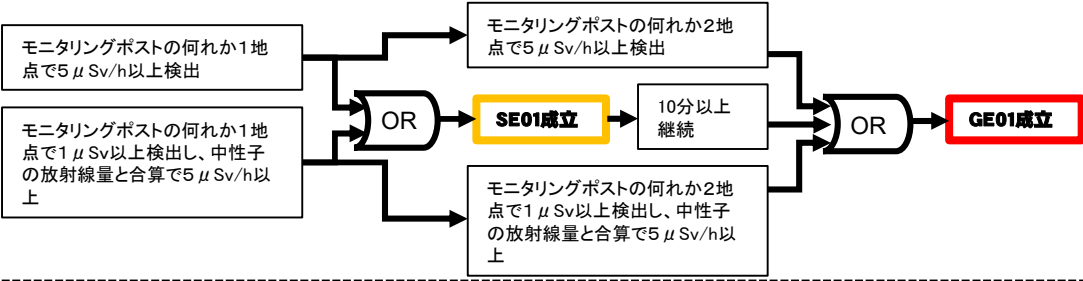 モニタリングポストの何れか1地
点で5μSv/h以上検出
モニタリングポストの何れか1地
点で1μSv以上検出し、中性子
の放射線量と合算で5μSv/h以
上
OR
SE01成立
モニタリングポストの何れか2地
点で5μSv/h以上検出
10分以上
継続
モニタリングポストの何れか2地
点で1μSv以上検出し、中性子
の放射線量と合算で5μSv/h以
上
OR
GE01成立